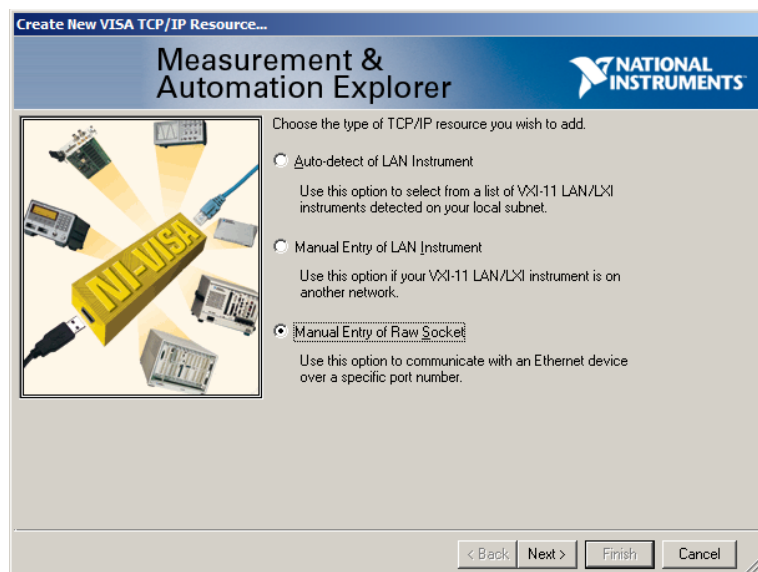 Create New VISA TCP/IP Resource...
Measurement &
Automation Explorer
NATIONAL
INSTRUMENTS
NI-VISA
Choose the type of TCP/IP resource you wish to add.
Auto-detect of LAN Instrument
Use this option to select from a list of VXI-11 LAN/LXI
instruments detected on your local subnet.
Manual Entry of LAN Instrument
Use this option if your VXI-11 LAN/LXI instrument is on
another network.
Manual Entry of Raw Socket
Use this option to communicate with an Ethernet device
over a specific port number.
< Back Next > Finish Cancel